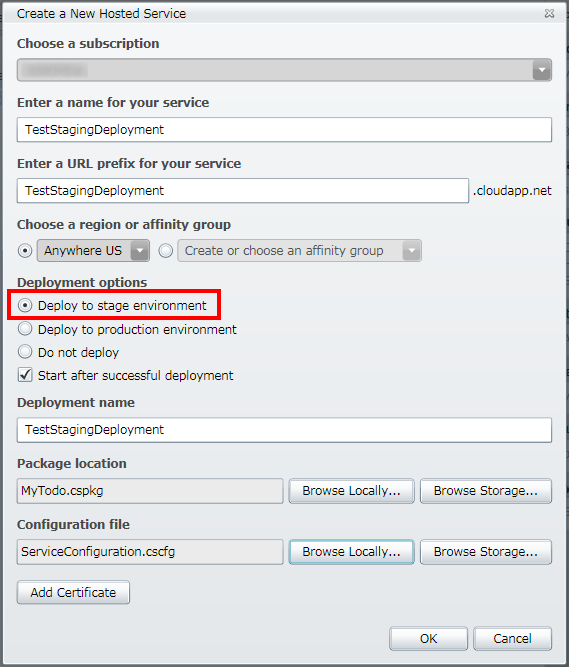 Create a New Hosted Service
Choose a subscription
Enter a name for your service
TestStagingDeployment
Enter a URL prefix for your service
TestStagingDeployment .cloudapp.net
Choose a region or affinity group
Anywhere US Create or choose an affinity group
Deployment options
Deploy to stage environment
Deploy to production environment
Do not deploy
Start after successful deployment
Deployment name
TestStagingDeployment
Package location
MyTodo.cspkg Browse Locally... Browse Storage...
Configuration file
ServiceConfiguration.cscfg Browse Locally... Browse Storage...
Add Certificate
OK Cancel